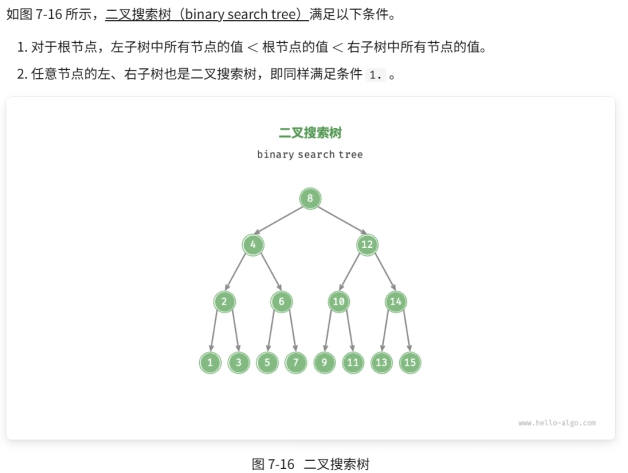 如图 7-16 所示，二叉搜索树（binary search tree）满足以下条件。
1. 对于根节点，左子树中所有节点的值 < 根节点的值 < 右子树中所有节点的值。
2. 任意节点的左、右子树也是二叉搜索树，即同样满足条件 1. 。
二叉搜索树
binary search tree
8
4 12
2 6 10 14
1 3 5 7 9 11 13 15
www.hello-algo.com
图 7-16 二叉搜索树